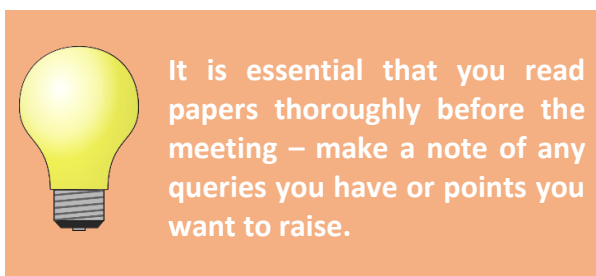 It is essential that you read
papers thoroughly before the
meeting – make a note of any
queries you have or points you
want to raise.